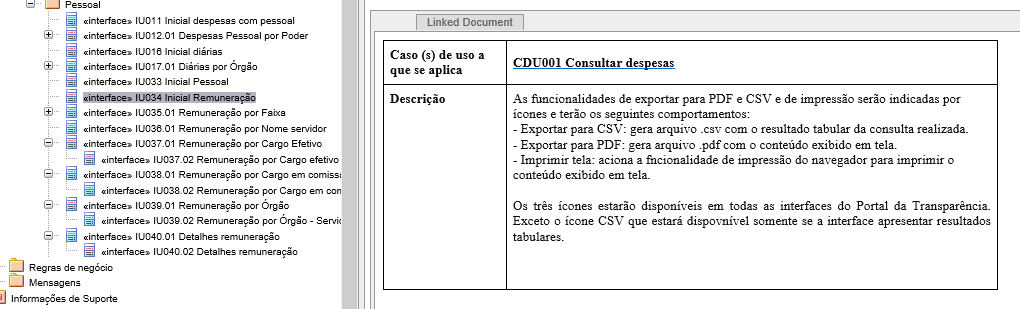 Pessoal
«interface» IU011 Inicial despesas com pessoal
«interface» IU012.01 Despesas Pessoal por Poder
«interface» IU016 Inicial diárias
«interface» IU017.01 Diárias por Órgão
«interface» IU033 Inicial Pessoal
«interface» IU034 Inicial Remuneração
«interface» IU035.01 Remuneração por Faixa
«interface» IU036.01 Remuneração por Nome servidor
«interface» IU037.01 Remuneração por Cargo Efetivo
«interface» IU037.02 Remuneração por Cargo efetivo
«interface» IU038.01 Remuneração por Cargo em comiss
«interface» IU038.02 Remuneração por Cargo em con
«interface» IU039.01 Remuneração por Órgão
«interface» IU039.02 Remuneração por Órgão - Servic
«interface» IU040.01 Detalhes remuneração
«interface» IU040.02 Detalhes remuneração
Regras de negócio
Mensagens
Informações de Suporte
Linked Document
Caso (s) de uso a
que se aplica
CDU001 Consultar despesas
Descrição
As funcionalidades de exportar para PDF e CSV e de impressão serão indicadas por
ícones e terão os seguintes comportamentos:
- Exportar para CSV: gera arquivo .csv com o resultado tabular da consulta realizada.
- Exportar para PDF: gera arquivo .pdf com o conteúdo exibido em tela.
- Imprimir tela: aciona a fncionalidade de impressão do navegador para imprimir o
conteúdo exibido em tela.
Os três ícones estarão disponíveis em todas as interfaces do Portal da Transparência.
Exceto o ícone CSV que estará dispovnível somente se a interface apresentar resultados
tabulares.